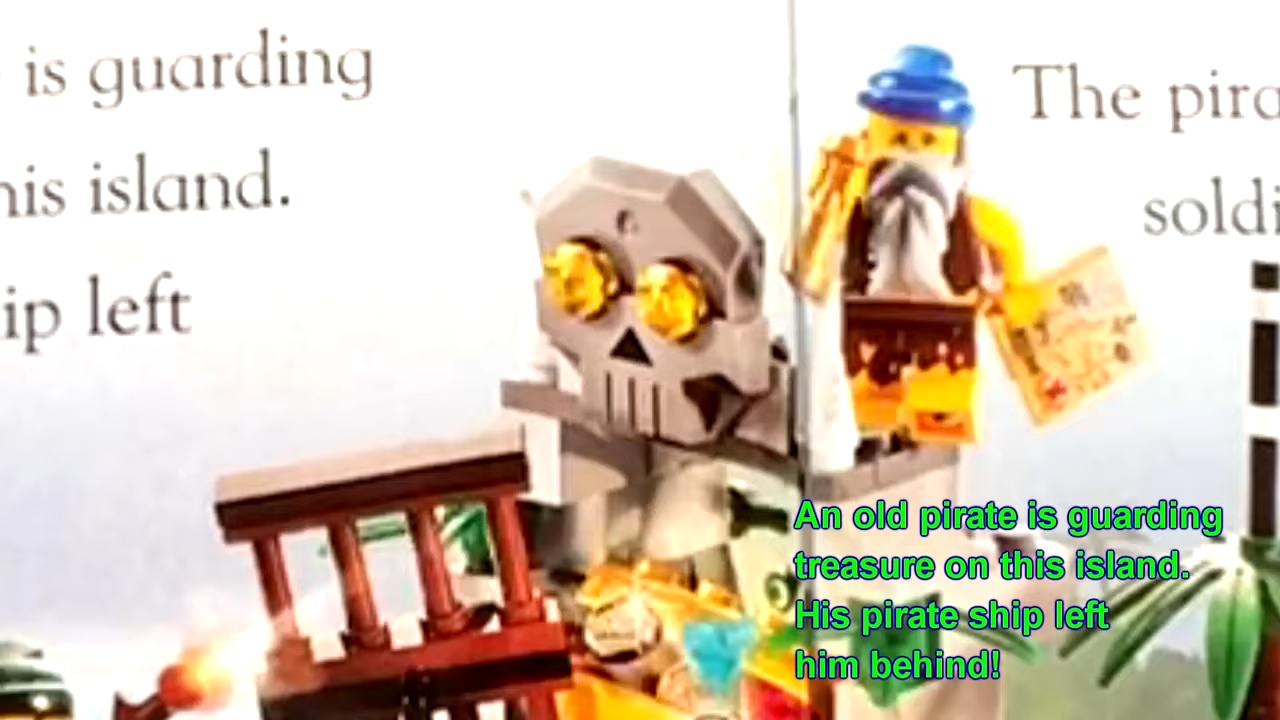 is guarding
his island.
ip left
The pira
soldi
An old pirate is guarding
treasure on this island.
His pirate ship left
him behind!